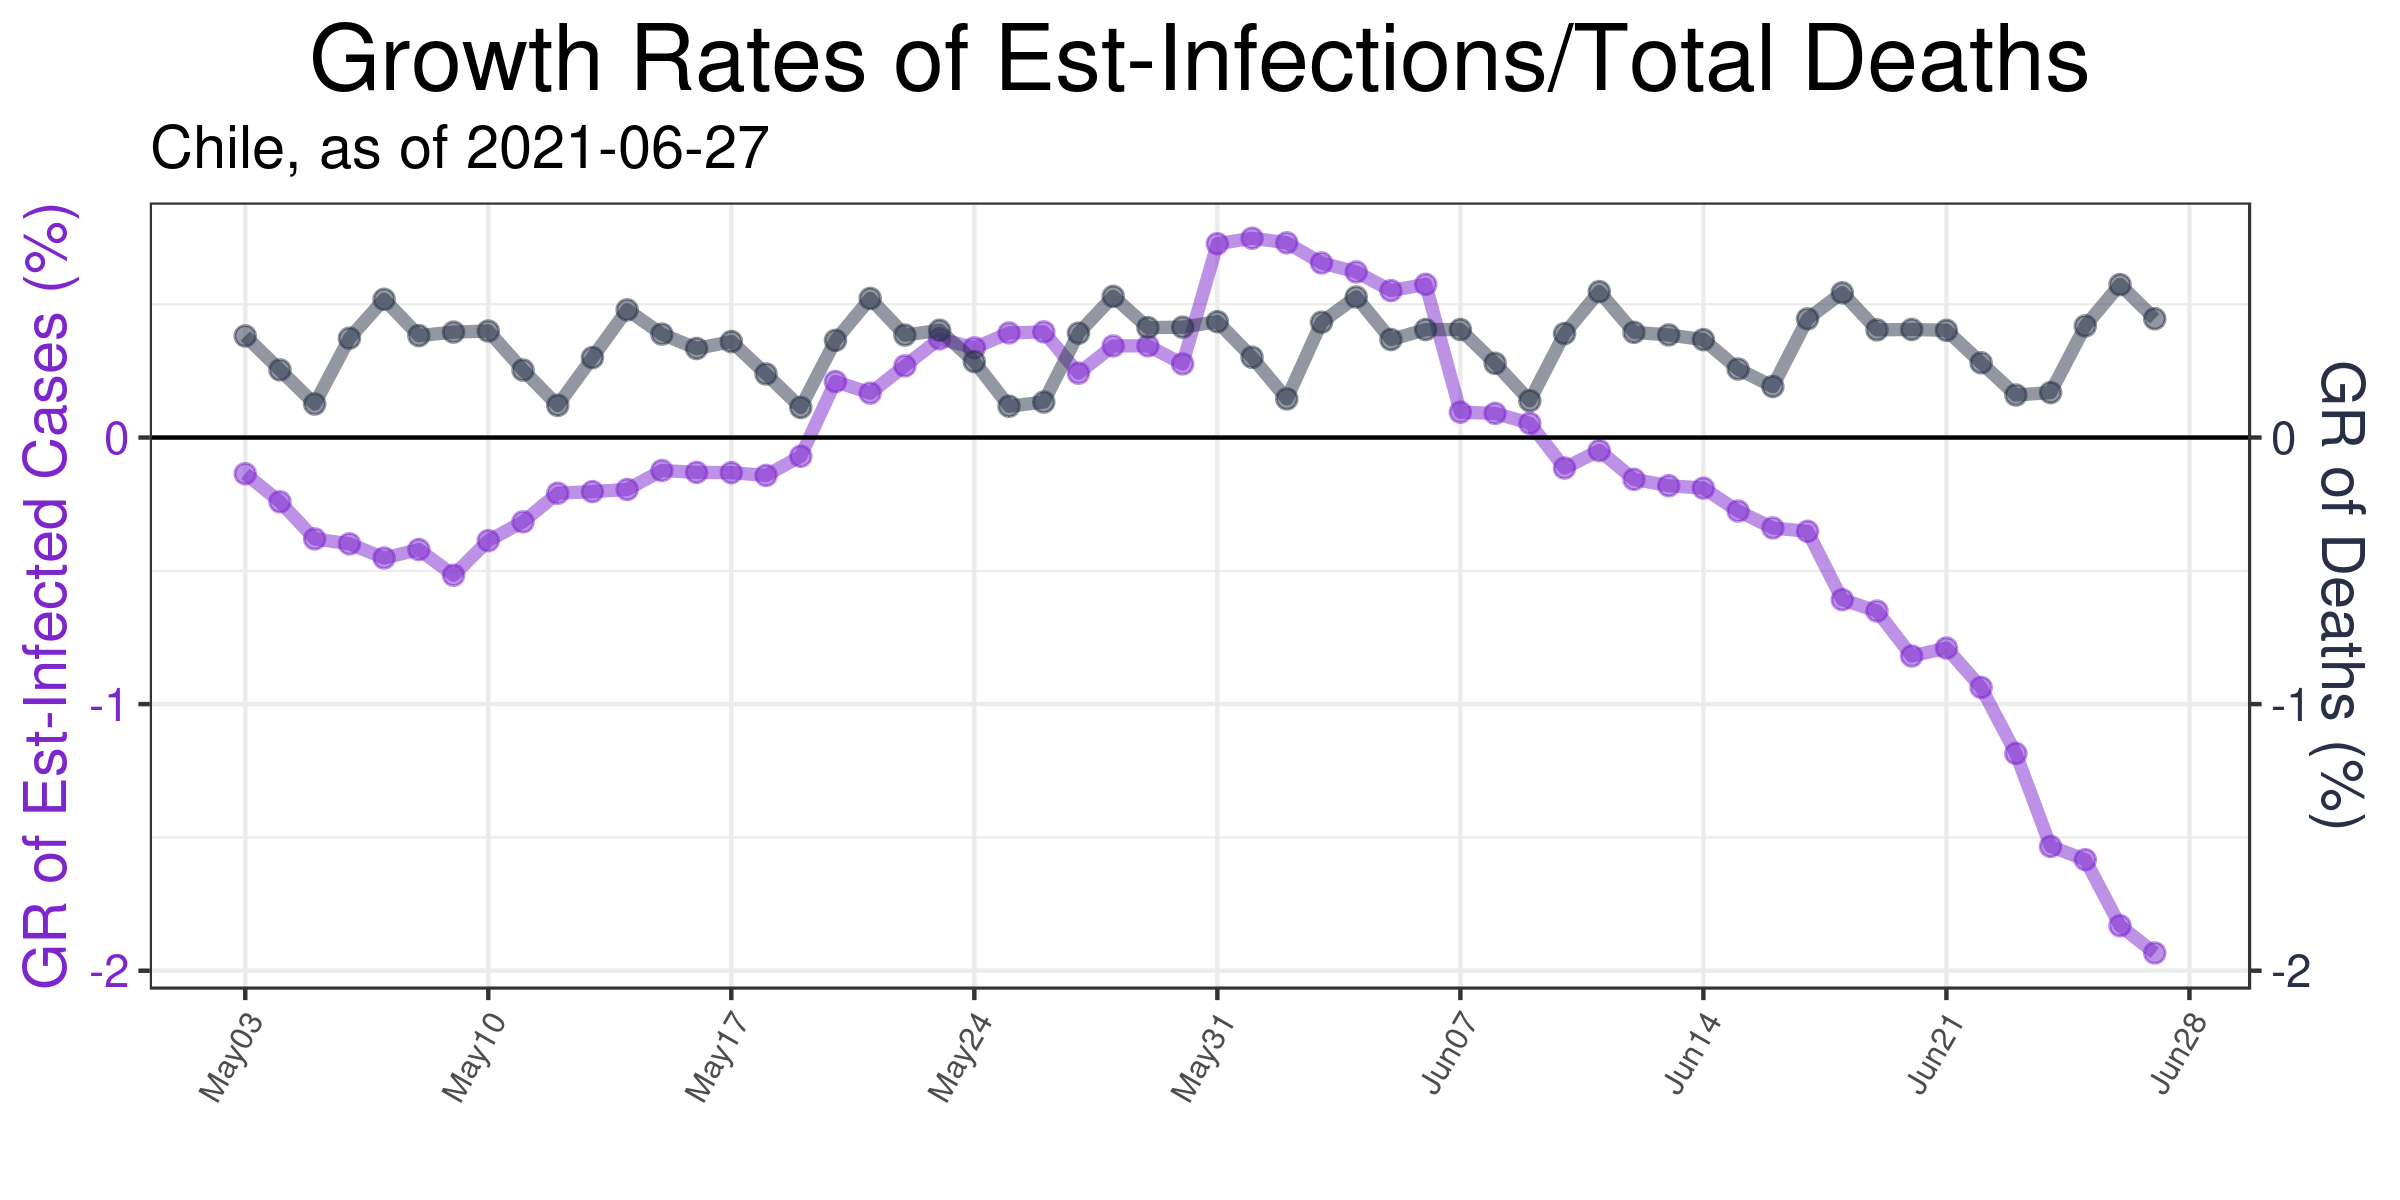 Growth Rates of Est-Infections/Total Deaths
Chile, as of 2021-06-27
GR of Est-Infected Cases (%)
0
-1
-2
0
-1
-2
GR of Deaths (%)
May03
May10
May17
May24
May31
Jun07
Jun14
Jun21
Jun28